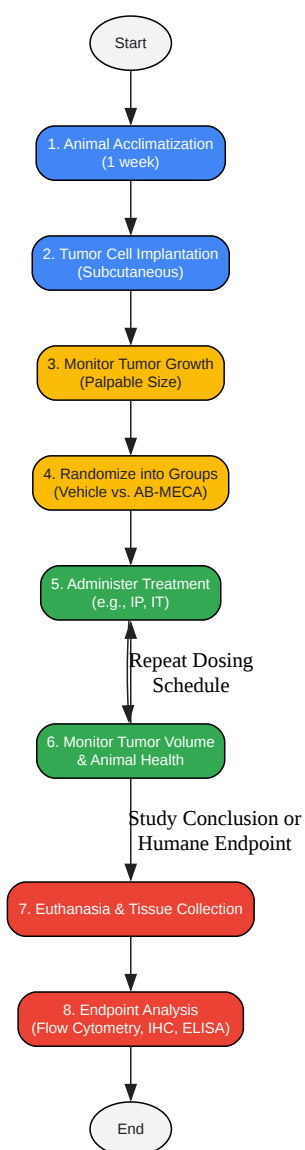 Start
1. Animal Acclimatization
(1 week)
2. Tumor Cell Implantation
(Subcutaneous)
3. Monitor Tumor Growth
(Palpable Size)
4. Randomize into Groups
(Vehicle vs. AB-MECA)
5. Administer Treatment
(e.g., IP, IT)
Repeat Dosing
Schedule
6. Monitor Tumor Volume
& Animal Health
Study Conclusion or
Humane Endpoint
7. Euthanasia & Tissue Collection
8. Endpoint Analysis
(Flow Cytometry, IHC, ELISA)
End